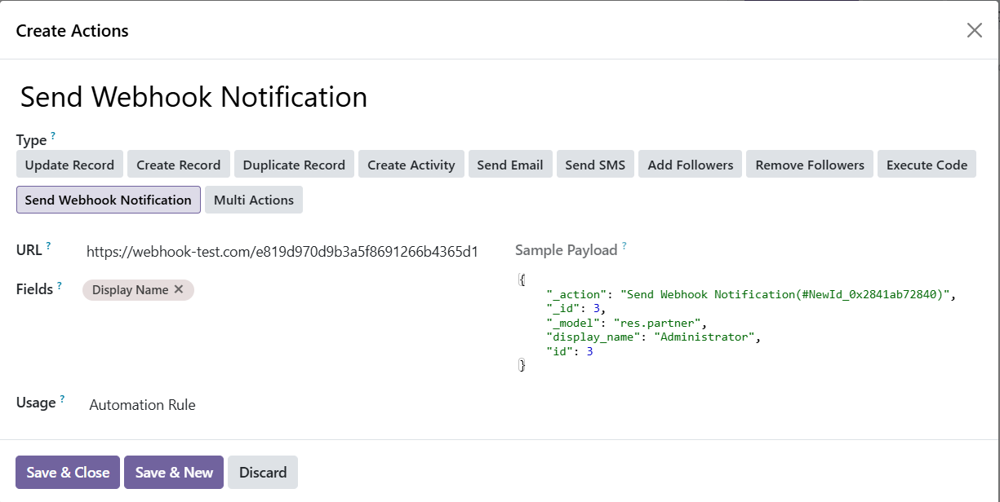 Create Actions
Send Webhook Notification
Type ?
Update Record Create Record Duplicate Record Create Activity Send Email Send SMS Add Followers Remove Followers Execute Code
Send Webhook Notification Multi Actions
URL ? https://webhook-test.com/e819d970d9b3a5f8691266b4365d1
Fields ? Display Name ✕
Sample Payload ?
{
"_action": "Send Webhook Notification(#NewId_0x2841ab72840)",
"_id": 3,
"_model": "res.partner",
"display_name": "Administrator",
"id": 3
}
Usage ? Automation Rule
Save & Close Save & New Discard